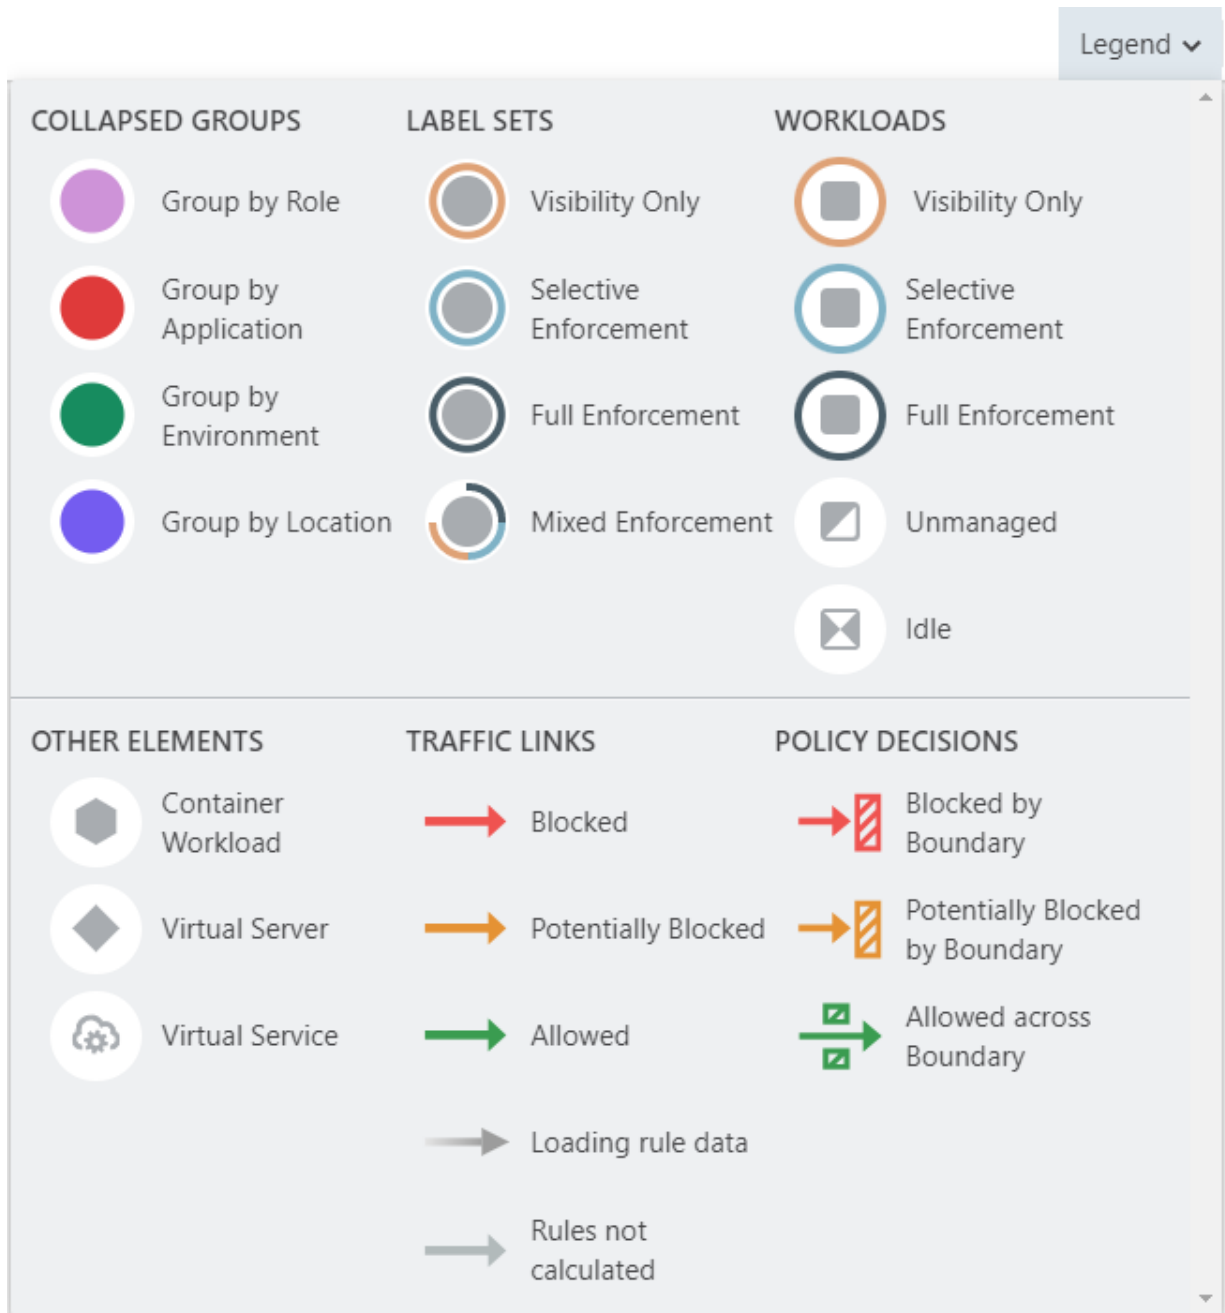 Legend
COLLAPSED GROUPS
Group by Role
Group by
Application
Group by
Environment
Group by Location
LABEL SETS
Visibility Only
Selective
Enforcement
Full Enforcement
Mixed Enforcement
WORKLOADS
Visibility Only
Selective
Enforcement
Full Enforcement
Unmanaged
Idle
OTHER ELEMENTS
Container
Workload
Virtual Server
Virtual Service
TRAFFIC LINKS
Blocked
Potentially Blocked
Allowed
Loading rule data
Rules not
calculated
POLICY DECISIONS
Blocked by
Boundary
Potentially Blocked
by Boundary
Allowed across
Boundary